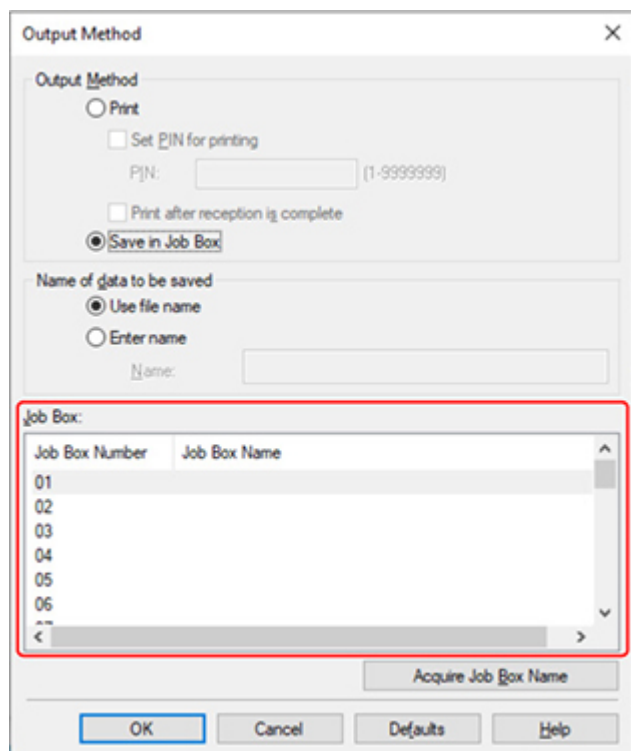 Output Method
Output Method
Print
Set PIN for printing
PIN: (1-9999999)
Print after reception is complete
Save in Job Box
Name of data to be saved
Use file name
Enter name
Name:
Job Box:
Job Box Number Job Box Name
01
02
03
04
05
06
Acquire Job Box Name
OK Cancel Defaults Help